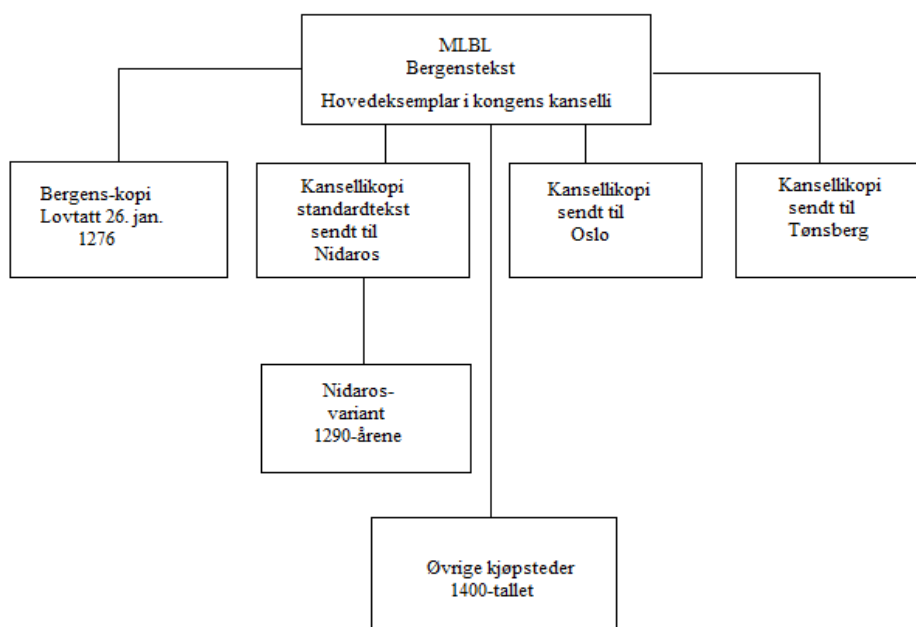 MLBL
Bergenstekst
Hovedeksemplar i kongens kanselli
Bergens-kopi
Lovtatt 26. jan.
1276
Kansellikopi
standardtekst
sendt til
Nidaros
Kansellikopi
sendt til
Oslo
Kansellikopi
sendt til
Tønsberg
Nidaros-
variant
1290-årene
Øvrige kjøpsteder
1400-tallet